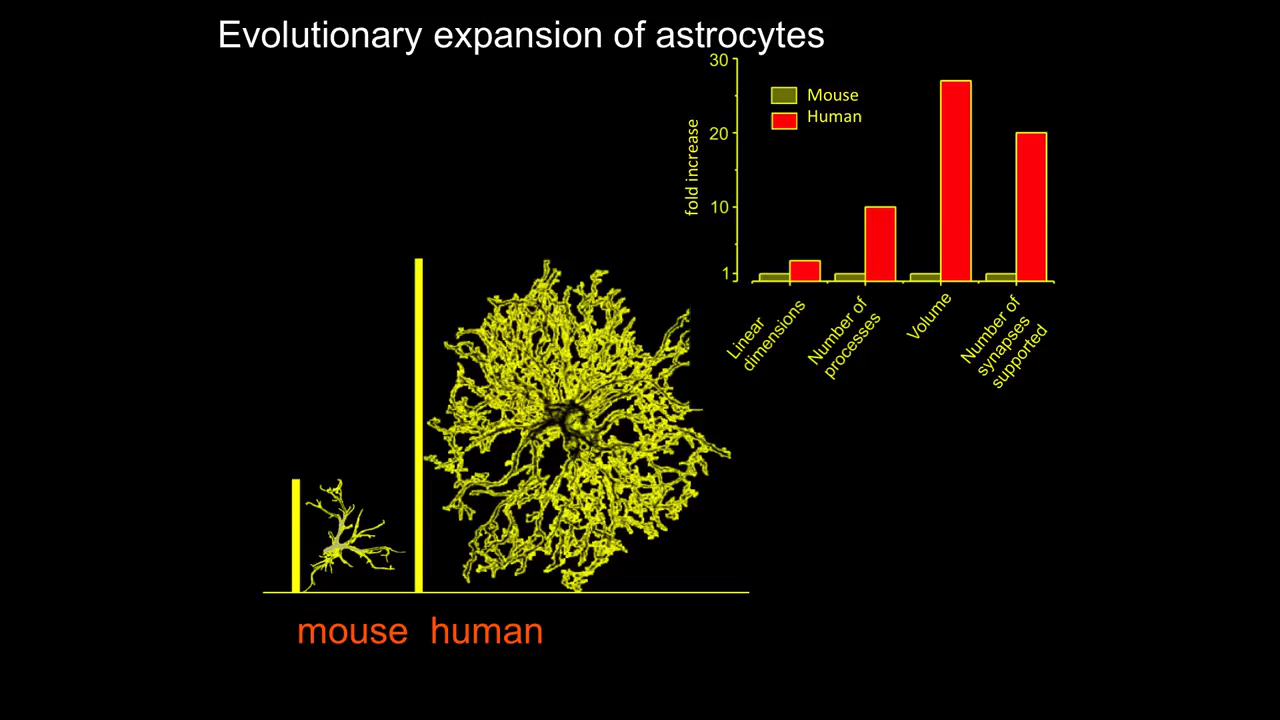 Evolutionary expansion of astrocytes
30
20
10
1
fold increase
Mouse
Human
Linear
dimensions
Number of
processes
Volume
Number of
synapses
supported
mouse human